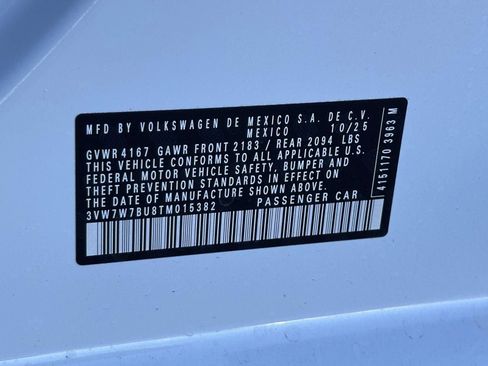 MFD BY VOLKSWAGEN DE MEXICO S.A. DE C.V.
MEXICO 10/25
GVWR4167 GAWR FRONT 2183 / REAR 2094 LBS
THIS VEHICLE CONFORMS TO ALL APPLICABLE U.S.
FEDERAL MOTOR VEHICLE SAFETY, BUMPER AND
THEFT PREVENTION STANDARDS IN EFFECT ON
THE DATE OF MANUFACTURE SHOWN ABOVE.
3VW7W7BU8TM015382 PASSENGER CAR
4151170 3963 M